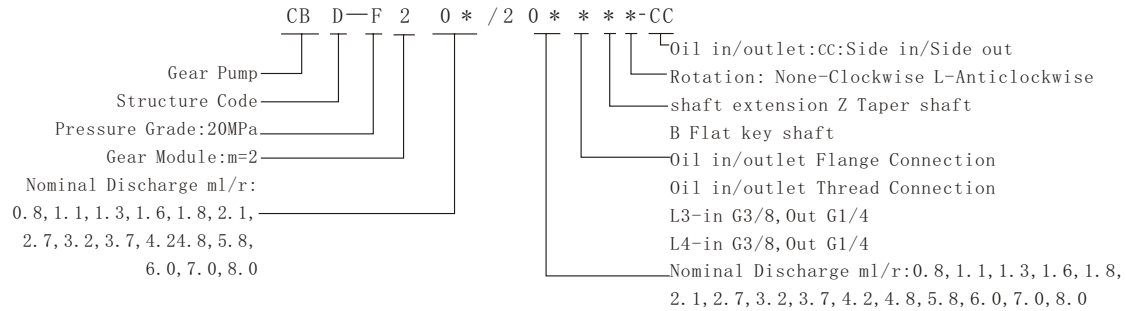 CB D—F 2 0 * / 2 0 * * * *-CC
Oil in/outlet:CC:Side in/Side out
Gear Pump
Rotation: None-Clockwise L-Anticlockwise
Structure Code
shaft extension Z Taper shaft
Pressure Grade:20MPa
B Flat key shaft
Gear Module:m=2
Oil in/outlet Flange Connection
Nominal Discharge ml/r:
Oil in/outlet Thread Connection
0.8,1.1,1.3,1.6,1.8,2.1,
L3-in G3/8,Out G1/4
2.7,3.2,3.7,4.24.8,5.8,
L4-in G3/8,Out G1/4
6.0,7.0,8.0
Nominal Discharge ml/r:0.8,1.1,1.3,1.6,1.8,
2.1,2.7,3.2,3.7,4.2,4.8,5.8,6.0,7.0,8.0